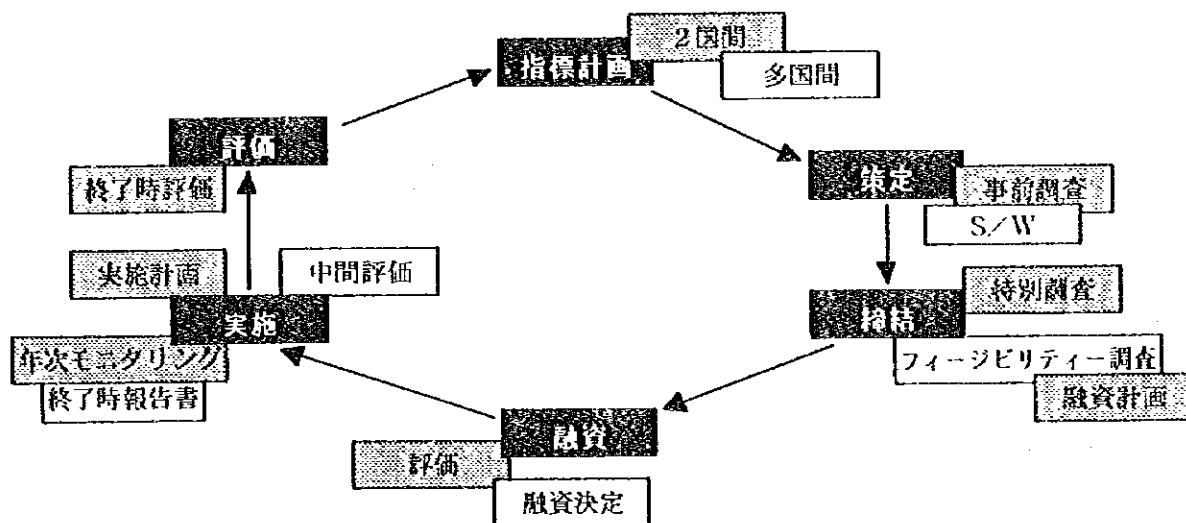 2国間
指標計画
多国間
評価
終了時評価
策定
事前調査
S/W
実施計画
中間評価
実施
年次モニタリング
終了時報告書
特別調査
締結
フィージビリティー調査
融資計画
融資
評価
融資決定